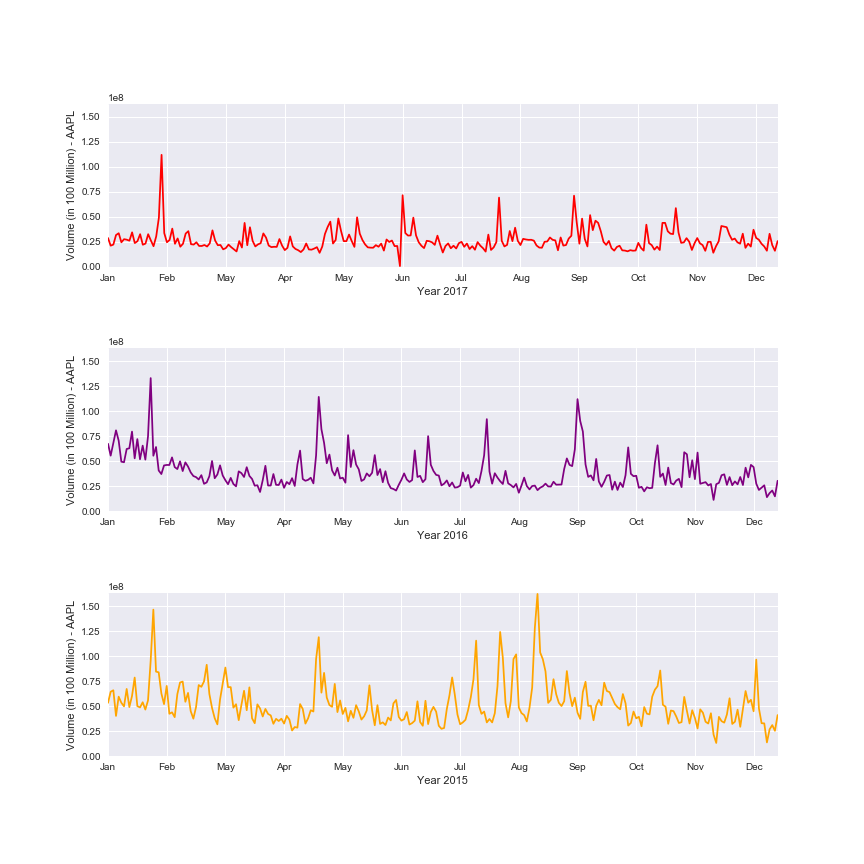 1e8
Volume (in 100 Million) - AAPL
1.50
1.25
1.00
0.75
0.50
0.25
0.00
Jan Feb May Apr May Jun Jul Aug Sep Oct Nov Dec
Year 2017
1e8
Volume (in 100 Million) - AAPL
1.50
1.25
1.00
0.75
0.50
0.25
0.00
Jan Feb May Apr May Jun Jul Aug Sep Oct Nov Dec
Year 2016
1e8
Volume (in 100 Million) - AAPL
1.50
1.25
1.00
0.75
0.50
0.25
0.00
Jan Feb May Apr May Jun Jul Aug Sep Oct Nov Dec
Year 2015